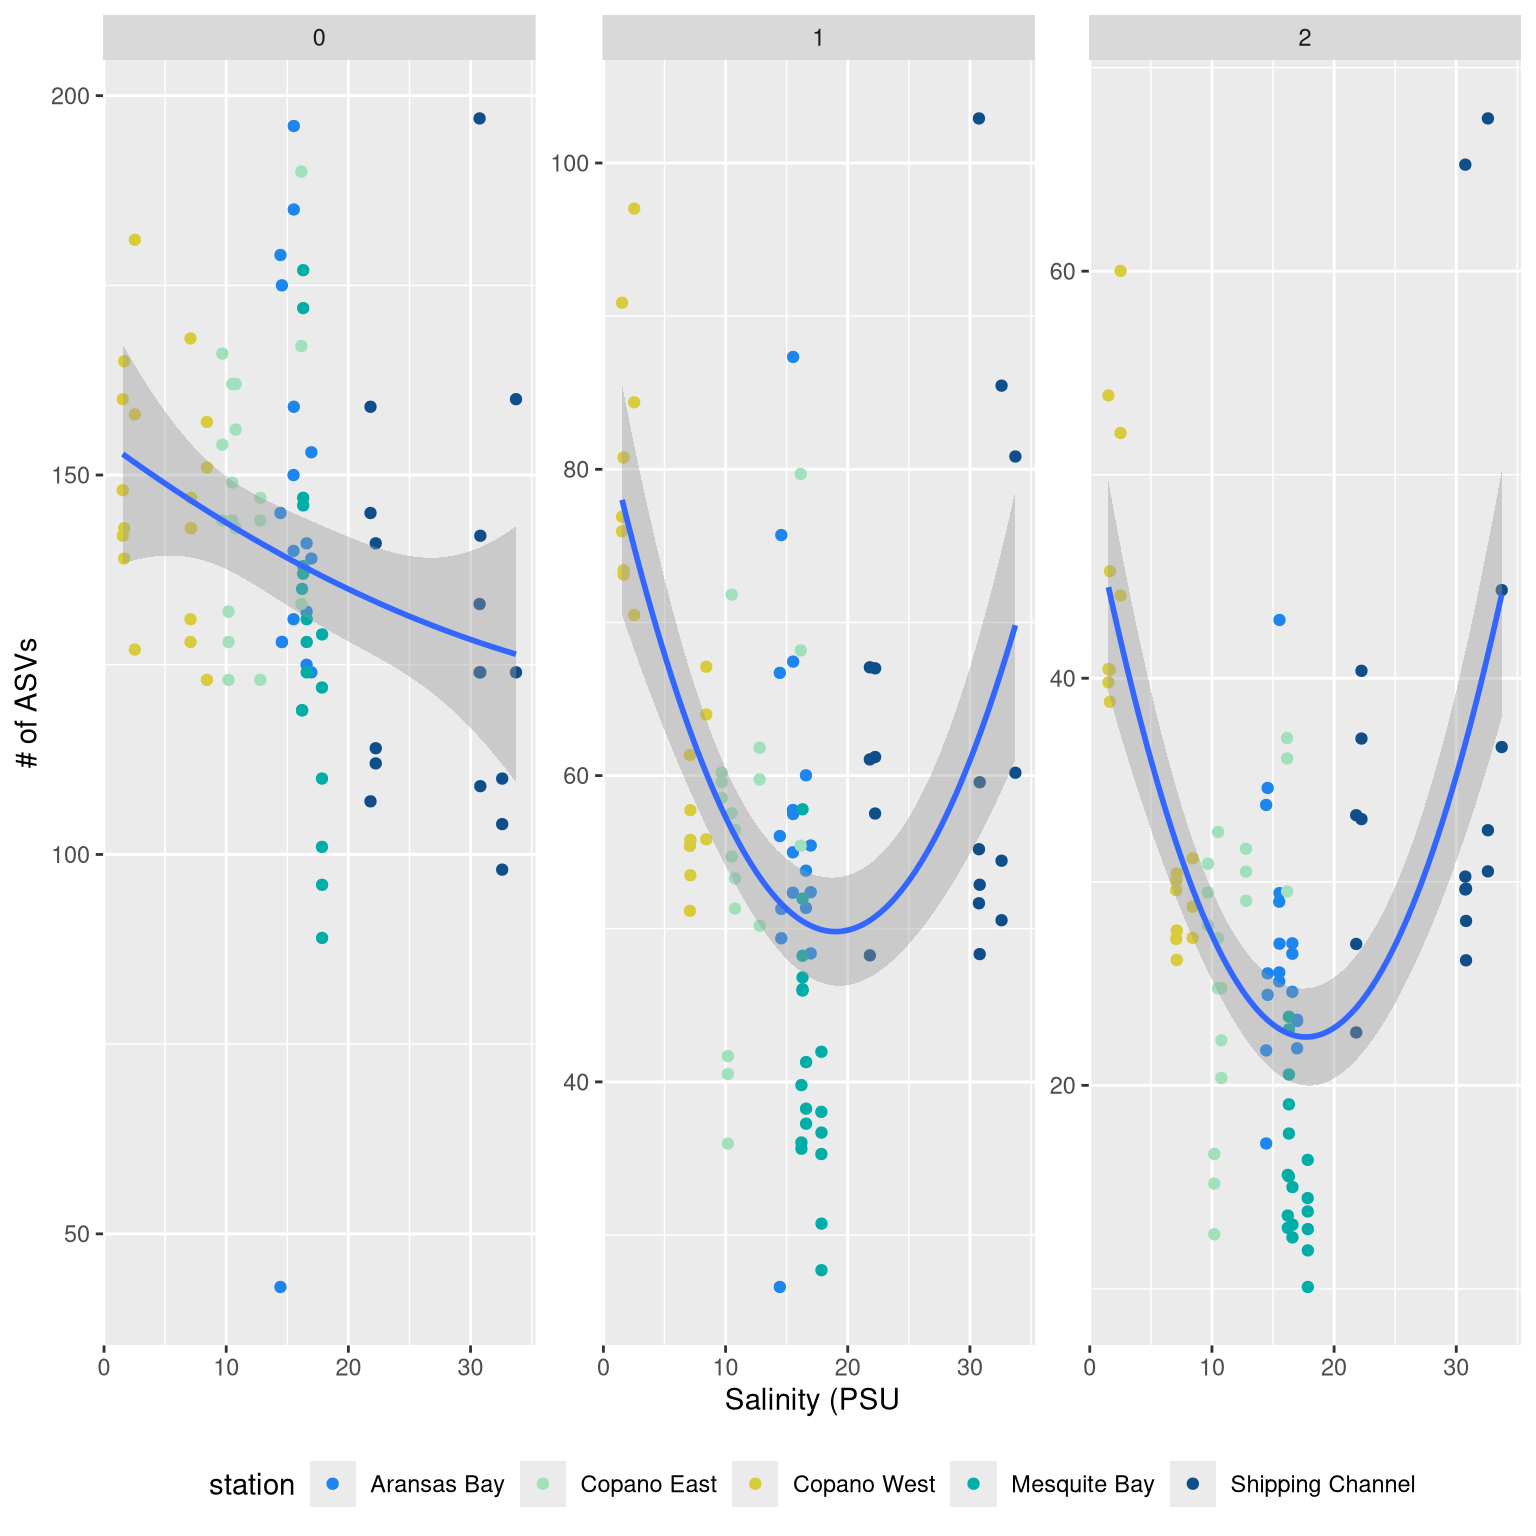 0 1 2
200
150
100
50
100
80
60
40
60
40
20
0 10 20 30
0 10 20 30
0 10 20 30
# of ASVs
Salinity (PSU
station Aransas Bay Copano East Copano West Mesquite Bay Shipping Channel